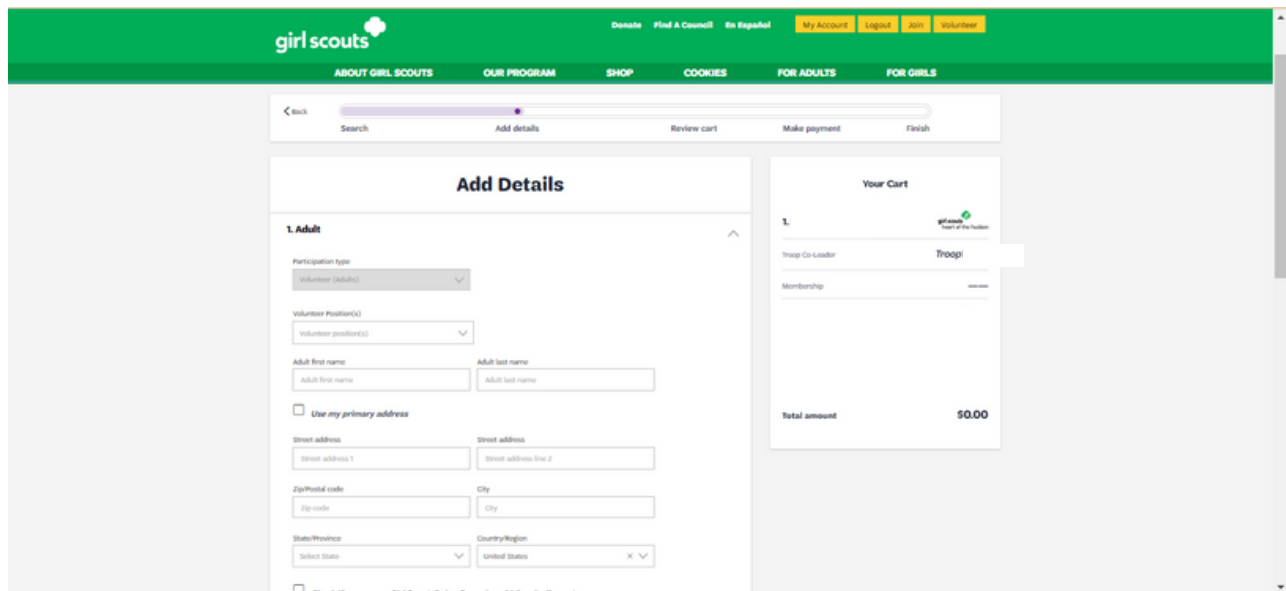 Donate Find A Council En Español My Account Logout Join Volunteer
girl scouts
ABOUT GIRL SCOUTS OUR PROGRAM SHOP COOKIES FOR ADULTS FOR GIRLS
Back
Search Add details Review cart Make payment Finish
Add Details
1. Adult
Participation type
Volunteer (Adults)
Volunteer Position(s)
Volunteer position(s)
Adult first name Adult last name
Adult first name Adult last name
Use my primary address
Street address Street address
Street address 1 Street address line 2
Zip/Postal code City
Zip code City
State/Province Country/Region
Select State United States
Your Cart
1. girl scouts
heart of the hudson
Troop Co-Leader Troop
Membership
Total amount $0.00